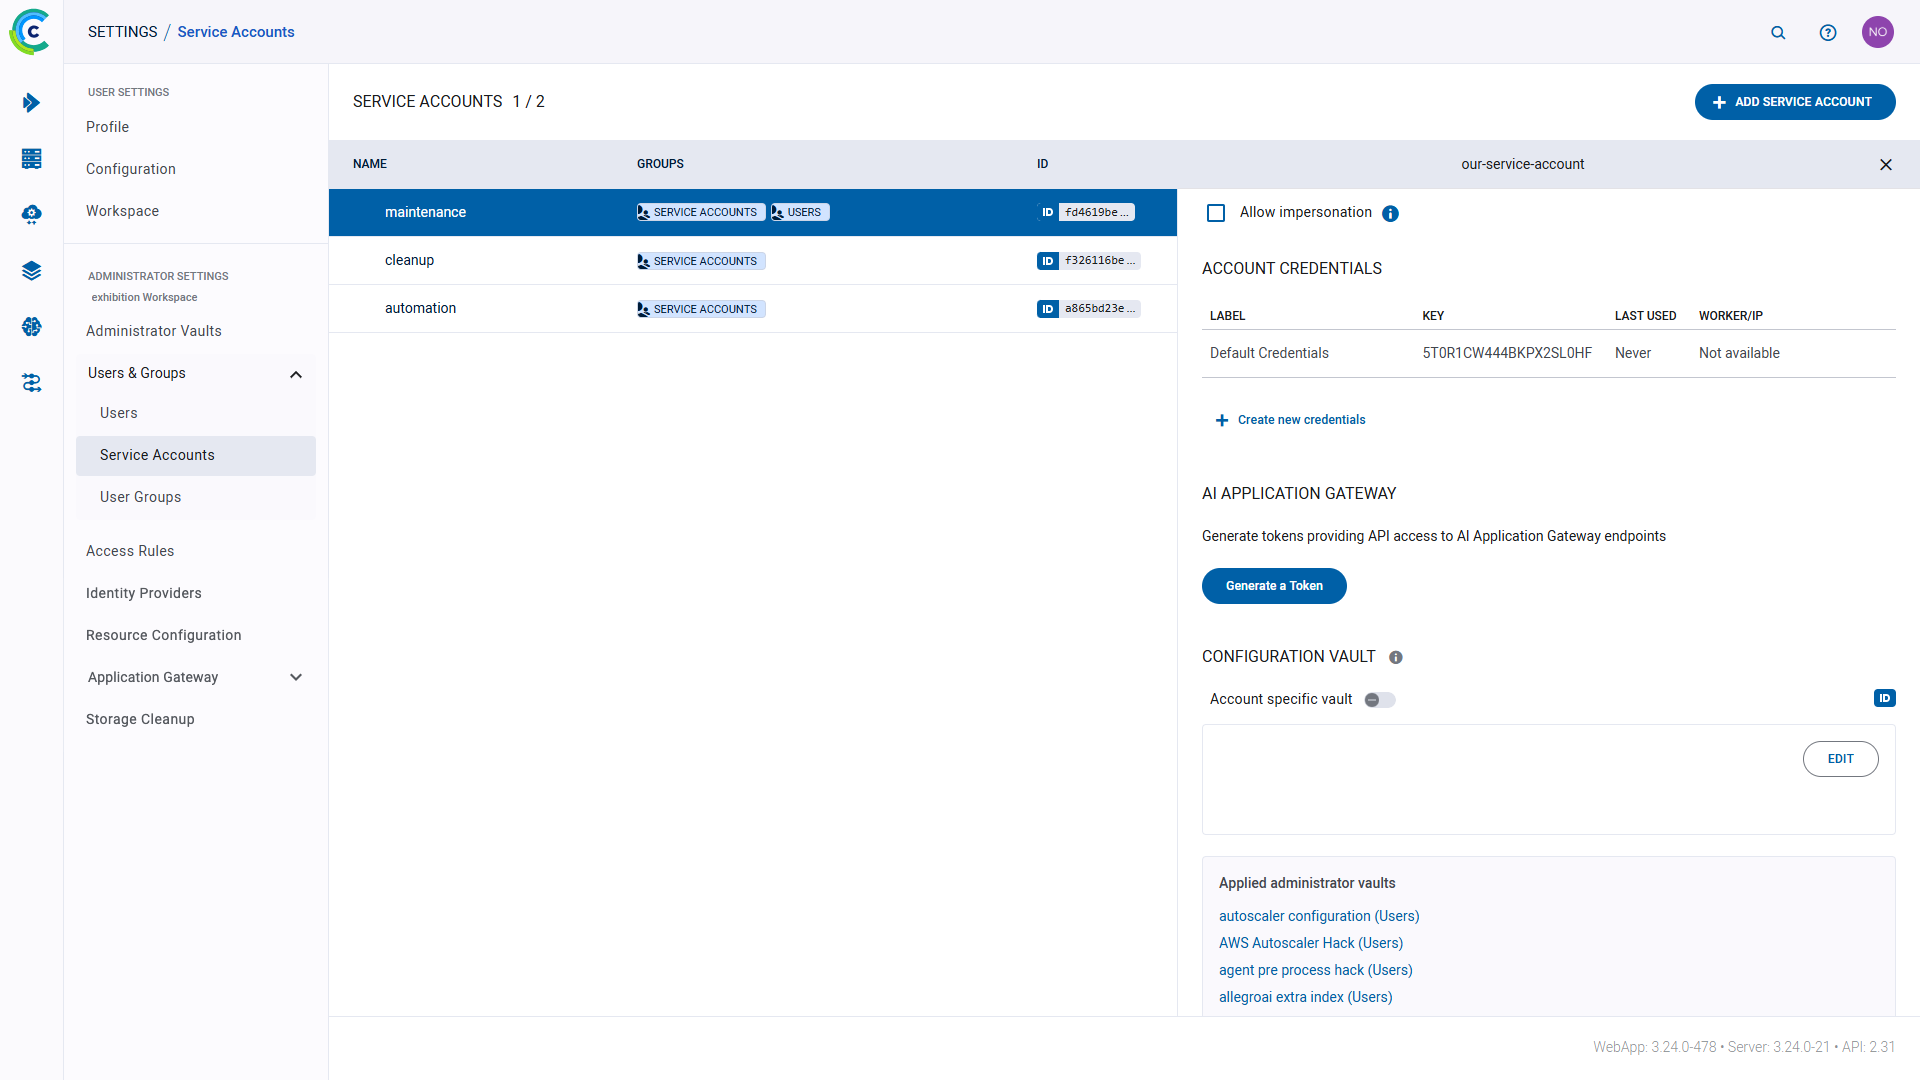 SETTINGS / Service Accounts
NO
USER SETTINGS
Profile
Configuration
Workspace
ADMINISTRATOR SETTINGS
exhibition Workspace
Administrator Vaults
Users & Groups
Users
Service Accounts
User Groups
Access Rules
Identity Providers
Resource Configuration
Application Gateway
Storage Cleanup
SERVICE ACCOUNTS 1 / 2
ADD SERVICE ACCOUNT
NAME GROUPS ID
maintenance SERVICE ACCOUNTS USERS ID fd4619be...
cleanup SERVICE ACCOUNTS ID f326116be...
automation SERVICE ACCOUNTS ID a865bd23e...
our-service-account
Allow impersonation
ACCOUNT CREDENTIALS
LABEL KEY LAST USED WORKER/IP
Default Credentials 5T0R1CW444BKPX2SL0HF Never Not available
Create new credentials
AI APPLICATION GATEWAY
Generate tokens providing API access to AI Application Gateway endpoints
Generate a Token
CONFIGURATION VAULT
Account specific vault ID
EDIT
Applied administrator vaults
autoscaler configuration (Users)
AWS Autoscaler Hack (Users)
agent pre process hack (Users)
allegroai extra index (Users)
WebApp: 3.24.0-478 • Server: 3.24.0-21 • API: 2.31